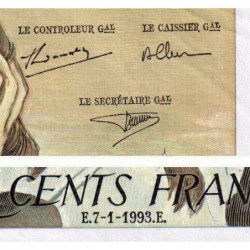 LE CONTROLEUR GAL
LE CAISSIER GAL
LE SECRÉTAIRE GAL
CENTS FRAN
E.7-1-1993.E.